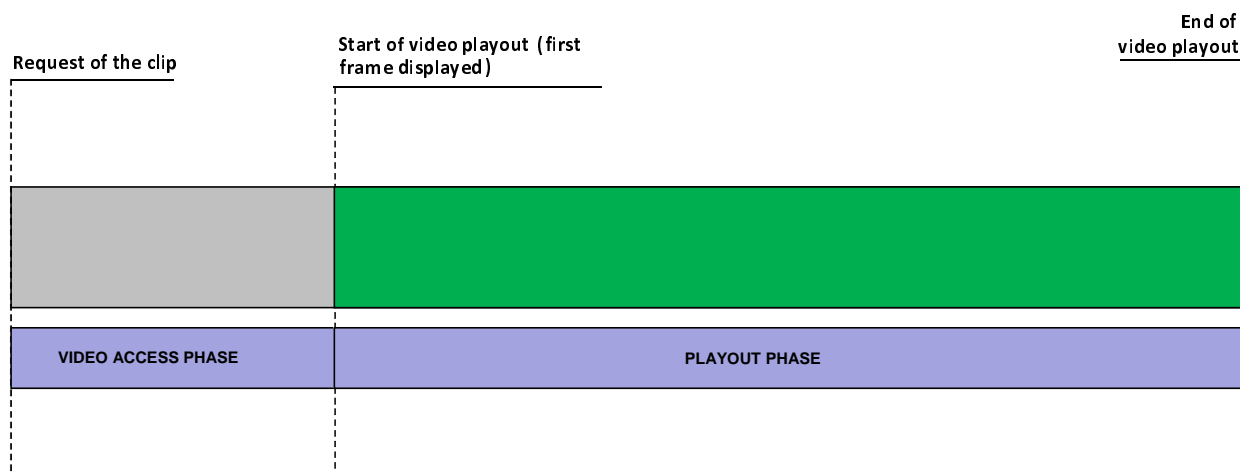 Request of the clip
Start of video playout (first
frame displayed)
End of
video playout
VIDEO ACCESS PHASE
PLAYOUT PHASE